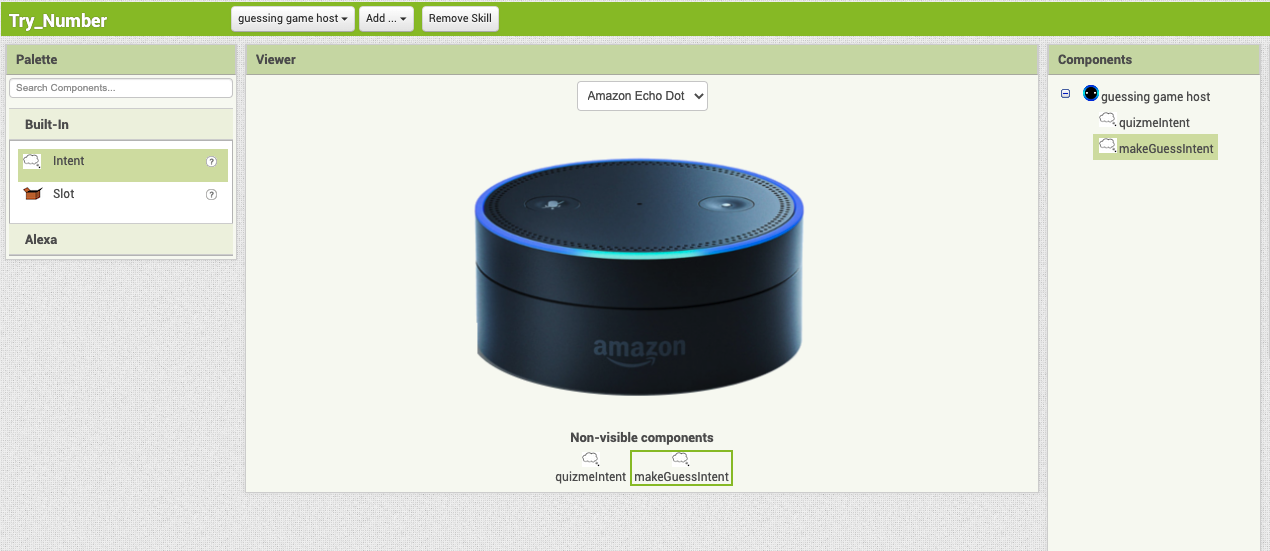 Try_Number
guessing game host
Add ...
Remove Skill
Palette
Search Components...
Built-In
Intent
?
Slot
?
Alexa
Viewer
Amazon Echo Dot
amazon
Non-visible components
quizmeIntent
makeGuessIntent
Components
guessing game host
quizmeIntent
makeGuessIntent